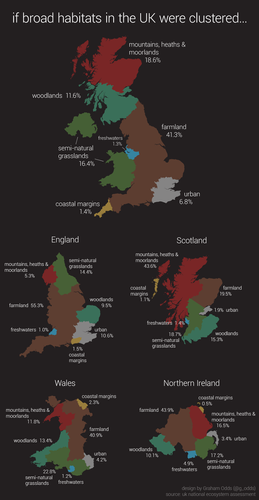 if broad habitats in the UK were clustered...
mountains, heaths &
moorlands
18.6%
woodlands 11.6%
farmland
41.3%
freshwaters
1.3%
semi-natural
grasslands
16.4%
urban
6.8%
coastal margins
1.4%
England
mountains, heaths &
moorlands
5.3%
semi-natural
grasslands
14.4%
farmland 55.3%
woodlands
9.5%
freshwaters 1.0%
urban
10.6%
1.5%
coastal
margins
Scotland
mountains, heaths &
moorlands
43.6%
farmland
19.5%
coastal
margins
1.1%
1.9% urban
18.7%
semi-natural
grasslands
1.4%
freshwaters
woodlands
15.3%
Wales
coastal margins
2.3%
mountains, heaths &
moorlands
11.8%
farmland
40.9%
woodlands 13.4%
urban
4.2%
22.8%
semi-natural
grasslands
1.2%
freshwaters
Northern Ireland
coastal margins
0.5%
farmland 43.9%
mountains, heaths &
moorlands
16.5%
3.4% urban
woodlands
10.1%
17.2%
semi-natural
grasslands
4.9%
freshwaters
design by Graham Odds (@g_odds)
source: uk national ecosystem assessment